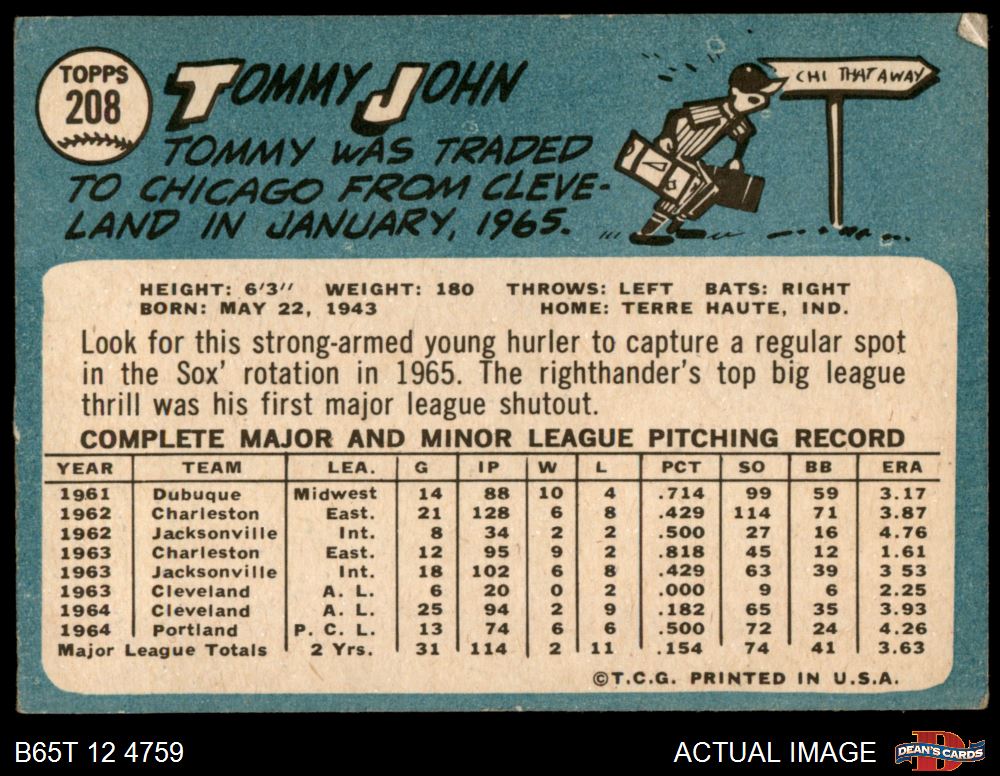 TOPPS
208
TOMMY JOHN
TOMMY WAS TRADED
TO CHICAGO FROM CLEVE-
LAND IN JANUARY, 1965.
CHI THAT AWAY
HEIGHT: 6'3" WEIGHT: 180 THROWS: LEFT BATS: RIGHT
BORN: MAY 22, 1943 HOME: TERRE HAUTE, IND.
Look for this strong-armed young hurler to capture a regular spot
in the Sox' rotation in 1965. The righthander's top big league
thrill was his first major league shutout.
COMPLETE MAJOR AND MINOR LEAGUE PITCHING RECORD
YEAR TEAM LEA. G IP W L PCT SO BB ERA
1961 Dubuque Midwest 14 88 10 4 .714 99 59 3.17
1962 Charleston East. 21 128 6 8 .429 114 71 3.87
1962 Jacksonville Int. 8 34 2 2 .500 27 16 4.76
1963 Charleston East. 12 95 9 2 .818 45 12 1.61
1963 Jacksonville Int. 18 102 6 8 .429 63 39 3 53
1963 Cleveland A. L. 6 20 0 2 .000 9 6 2.25
1964 Cleveland A. L. 25 94 2 9 .182 65 35 3.93
1964 Portland P. C. L. 13 74 6 6 .500 72 24 4.26
Major League Totals 2 Yrs. 31 114 2 11 .154 74 41 3.63
©T.C.G. PRINTED IN U.S.A.
B65T 12 4759 ACTUAL IMAGE D DEAN'S CARDS